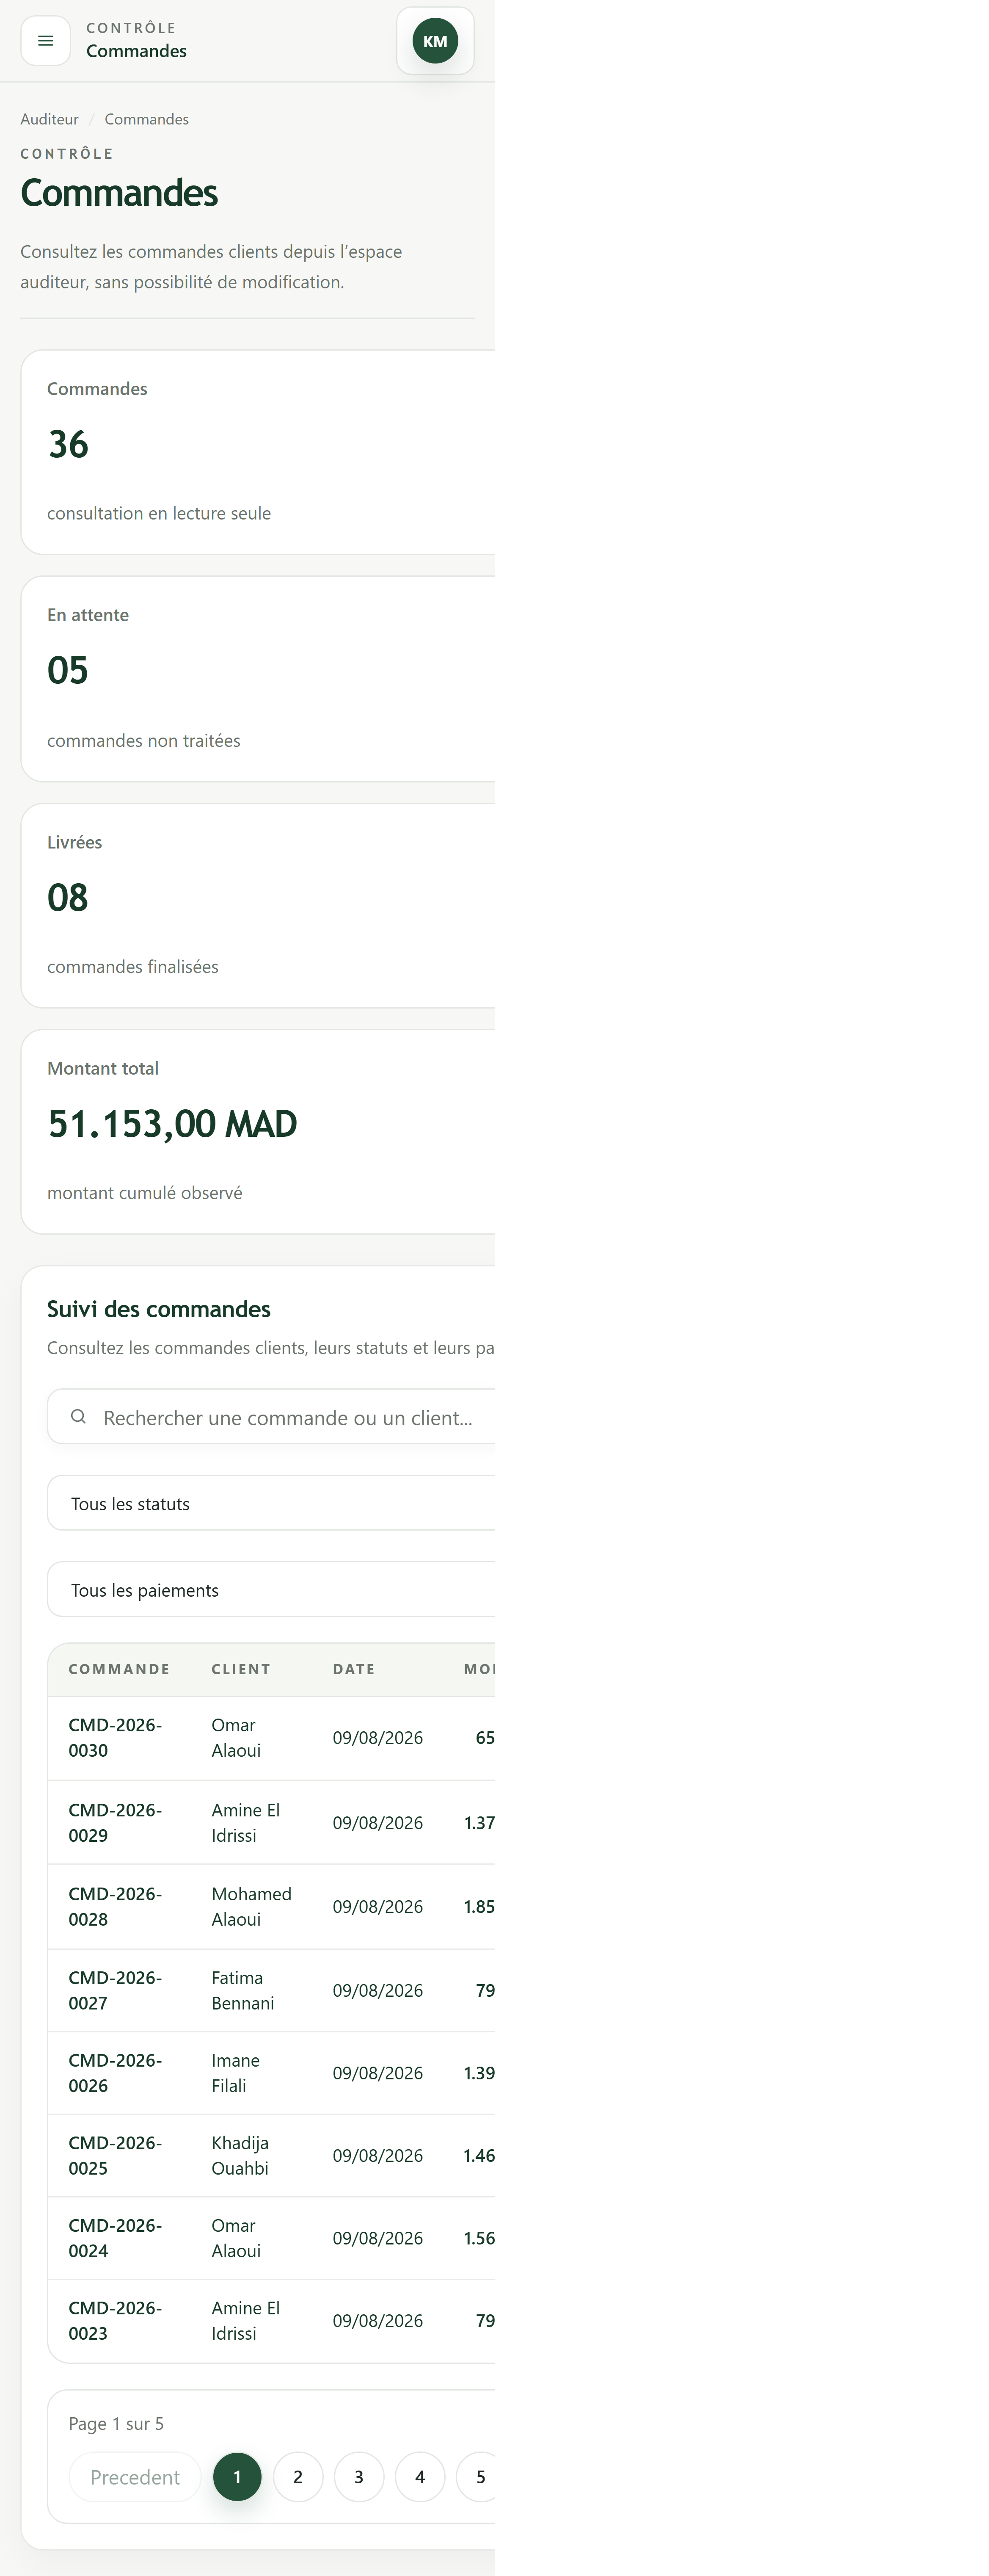 CONTRÔLE
Commandes
KM
Auditeur / Commandes
CONTRÔLE
Commandes
Consultez les commandes clients depuis l’espace
auditeur, sans possibilité de modification.
Commandes
36
consultation en lecture seule
En attente
05
commandes non traitées
Livrées
08
commandes finalisées
Montant total
51.153,00 MAD
montant cumulé observé
Suivi des commandes
Consultez les commandes clients, leurs statuts et leurs pa
Rechercher une commande ou un client...
Tous les statuts
Tous les paiements
COMMANDE CLIENT DATE MO
CMD-2026-
0030
Omar
Alaoui
09/08/2026
65
CMD-2026-
0029
Amine El
Idrissi
09/08/2026
1.37
CMD-2026-
0028
Mohamed
Alaoui
09/08/2026
1.85
CMD-2026-
0027
Fatima
Bennani
09/08/2026
79
CMD-2026-
0026
Imane
Filali
09/08/2026
1.39
CMD-2026-
0025
Khadija
Ouahbi
09/08/2026
1.46
CMD-2026-
0024
Omar
Alaoui
09/08/2026
1.56
CMD-2026-
0023
Amine El
Idrissi
09/08/2026
79
Page 1 sur 5
Precedent 1 2 3 4 5